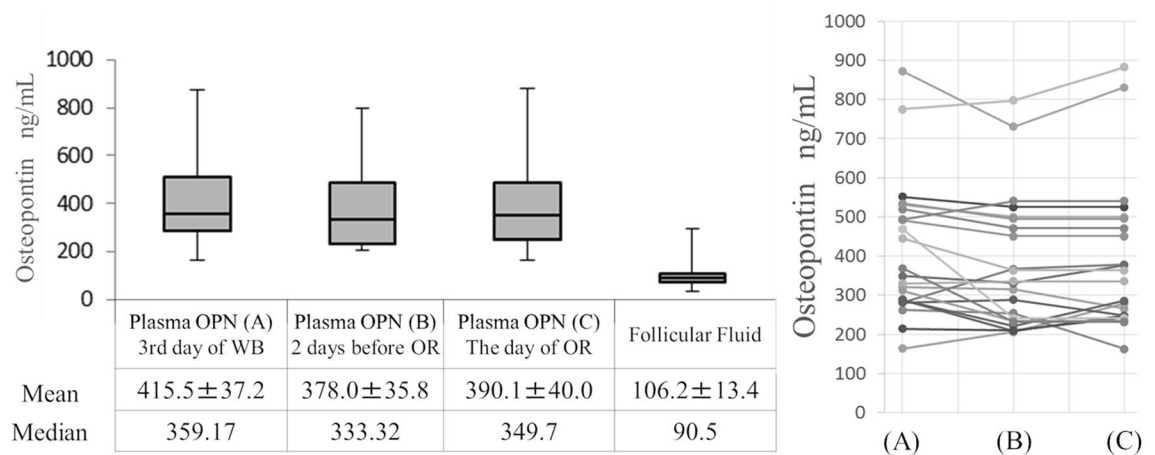 Osteopontin ng/mL
1000
800
600
400
200
0
Plasma OPN (A)
3rd day of WB
Plasma OPN (B)
2 days before OR
Plasma OPN (C)
The day of OR
Follicular Fluid
Mean
415.5±37.2
378.0±35.8
390.1±40.0
106.2±13.4
Median
359.17
333.32
349.7
90.5
Osteopontin ng/mL
1000
900
800
700
600
500
400
300
200
100
0
(A)
(B)
(C)